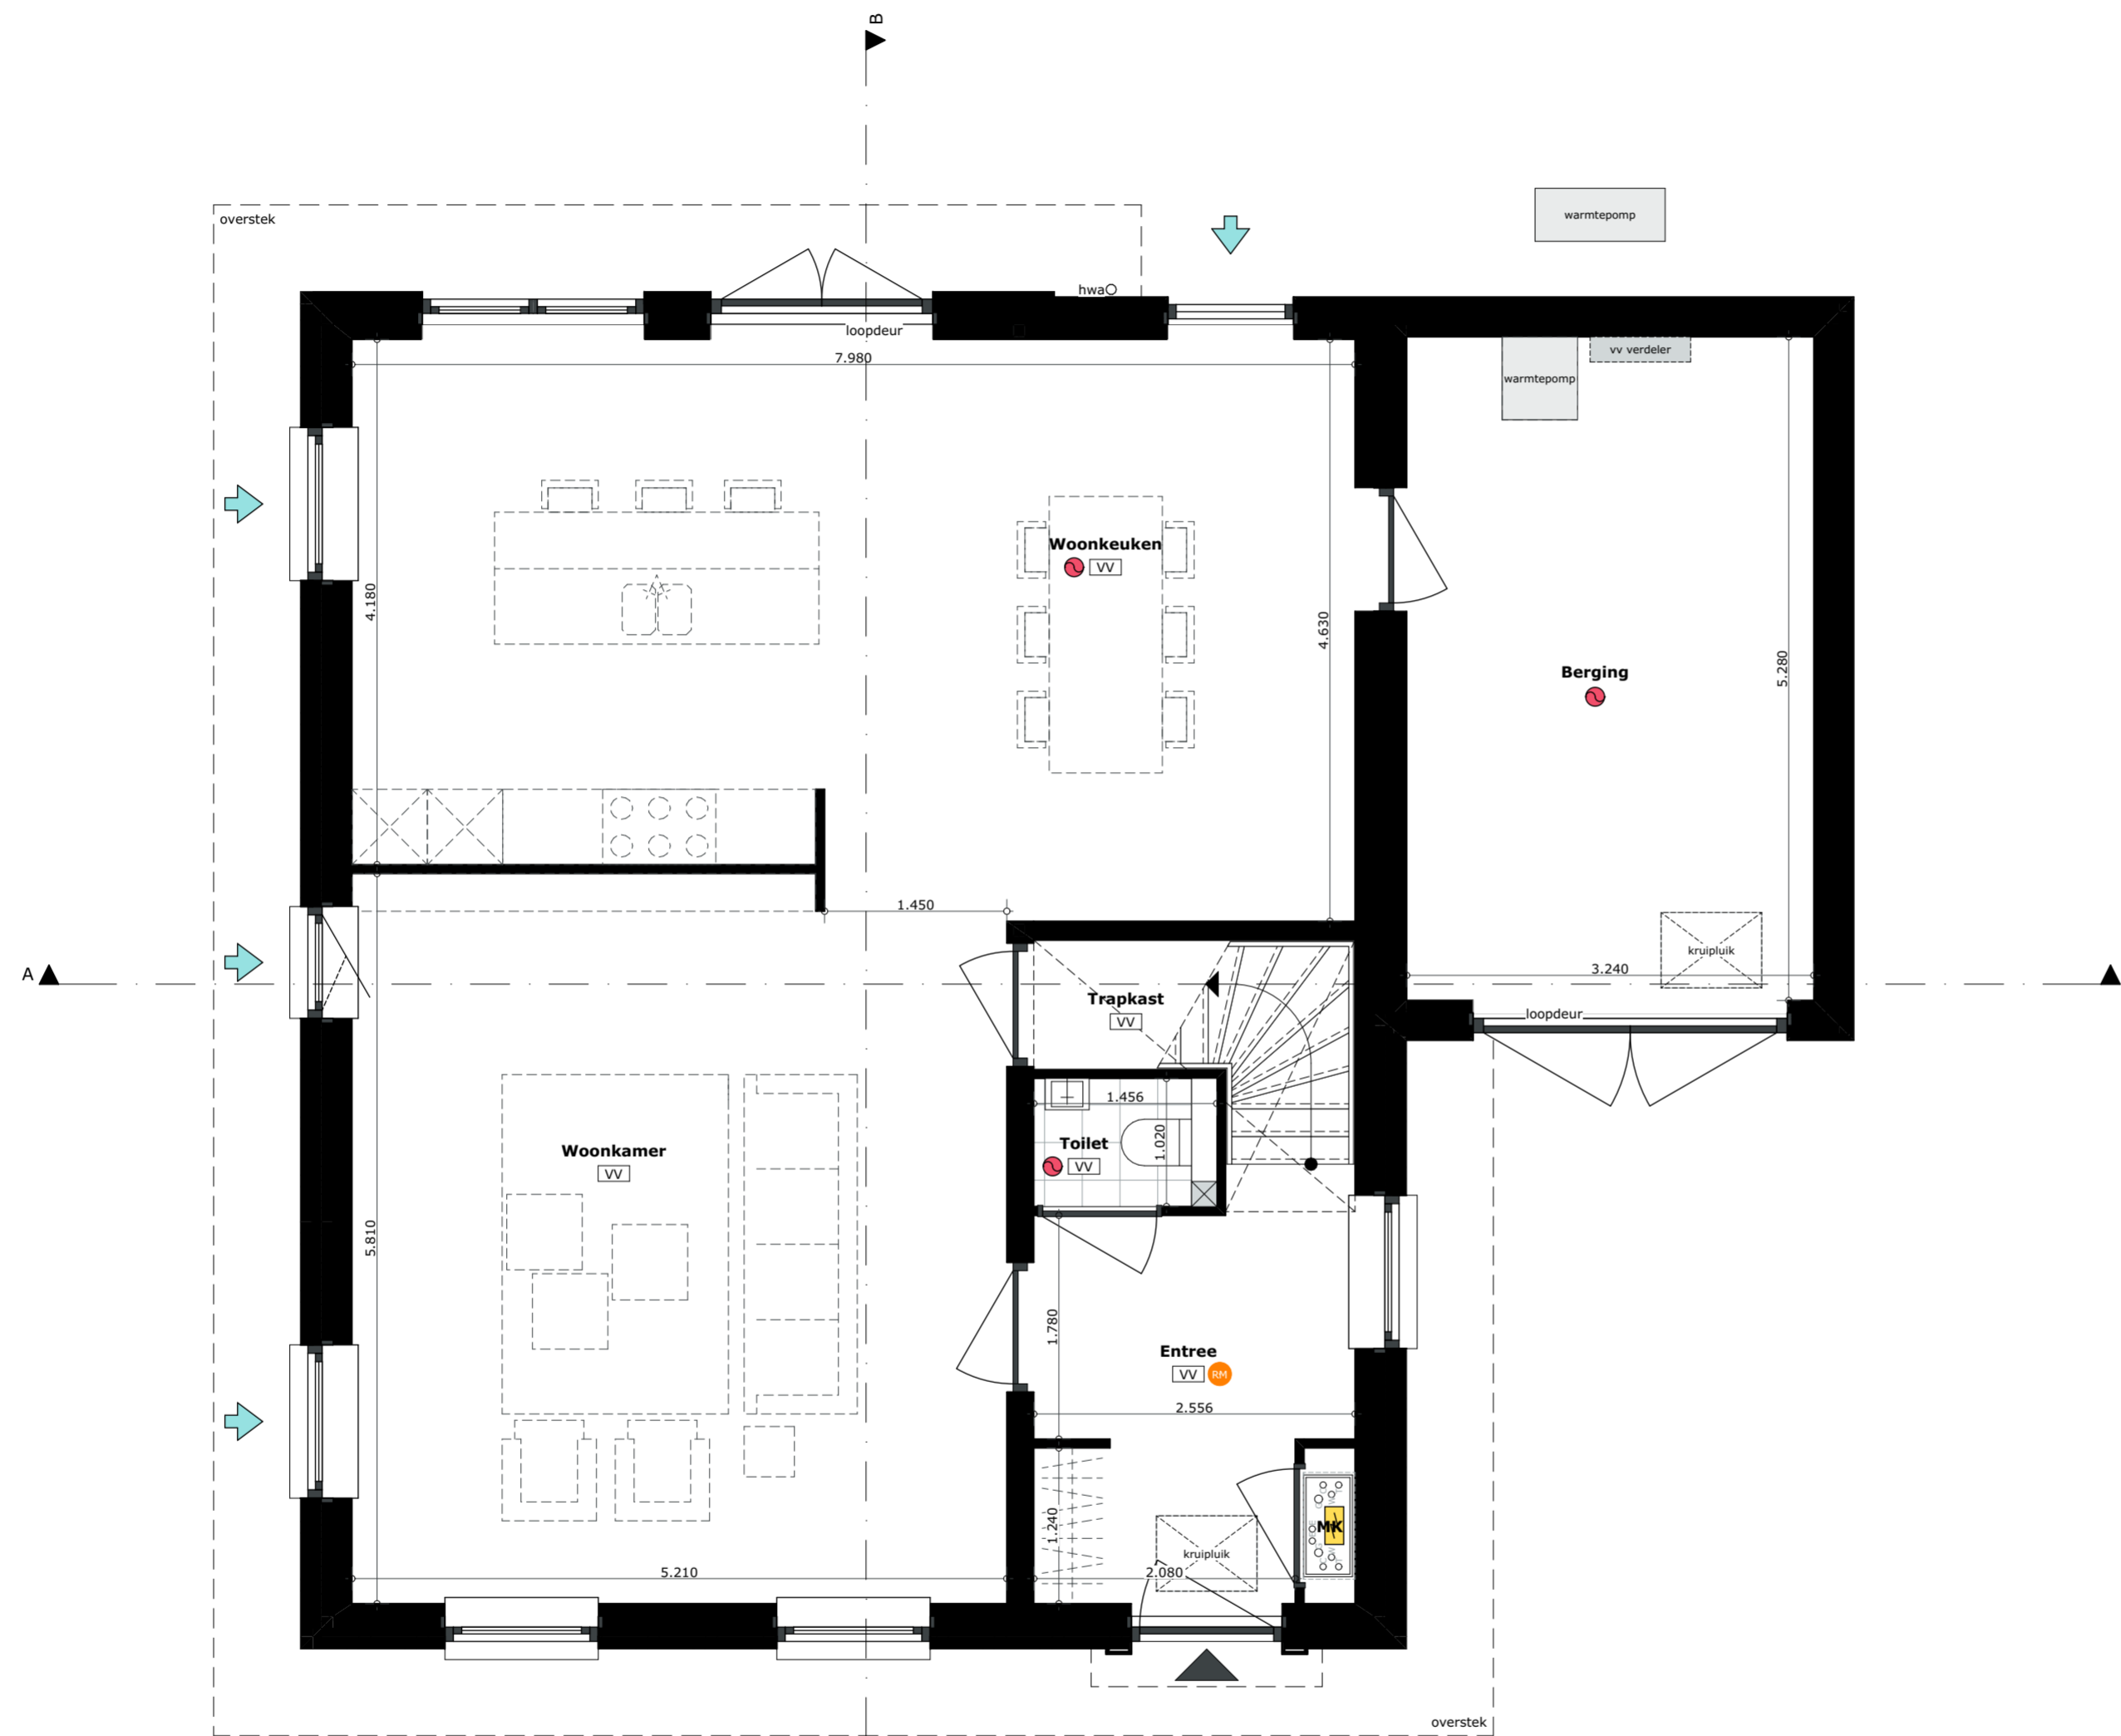 B
overstek
warmtepomp
hwa
loopdeur
7.980
vv verdeler
warmtepomp
Woonkeuken
VV
4.180
4.630
Berging
5.280
1.450
kruipluik
3.240
A
Trapkast
VV
loopdeur
1.456
Toilet
VV
1.020
Woonkamer
VV
5.810
1.780
Entree
VV
RM
2.556
1.240
MK
kruipluik
5.210
2.080
overstek